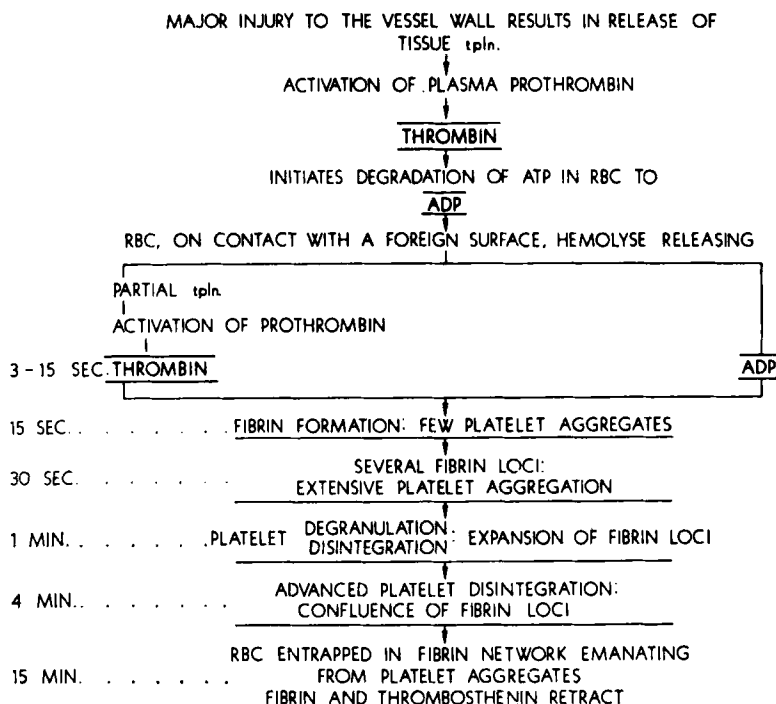 MAJOR INJURY TO THE VESSEL WALL RESULTS IN RELEASE OF
TISSUE tpln.
ACTIVATION OF PLASMA PROTHROMBIN
THROMBIN
INITIATES DEGRADATION OF ATP IN RBC TO
ADP
RBC, ON CONTACT WITH A FOREIGN SURFACE, HEMOLYSE RELEASING
PARTIAL tpln.
ACTIVATION OF PROTHROMBIN
3-15 SEC. THROMBIN ADP
15 SEC. . . . . . . . FIBRIN FORMATION: FEW PLATELET AGGREGATES
30 SEC. . . . . . . . SEVERAL FIBRIN LOCI:
EXTENSIVE PLATELET AGGREGATION
1 MIN. . . . . . . . PLATELET DEGRANULATION DISINTEGRATION: EXPANSION OF FIBRIN LOCI
4 MIN. . . . . . . . ADVANCED PLATELET DISINTEGRATION:
CONFLUENCE OF FIBRIN LOCI
RBC ENTRAPPED IN FIBRIN NETWORK EMANATING
15 MIN. . . . . . . FROM PLATELET AGGREGATES
FIBRIN AND THROMBOSTHENIN RETRACT